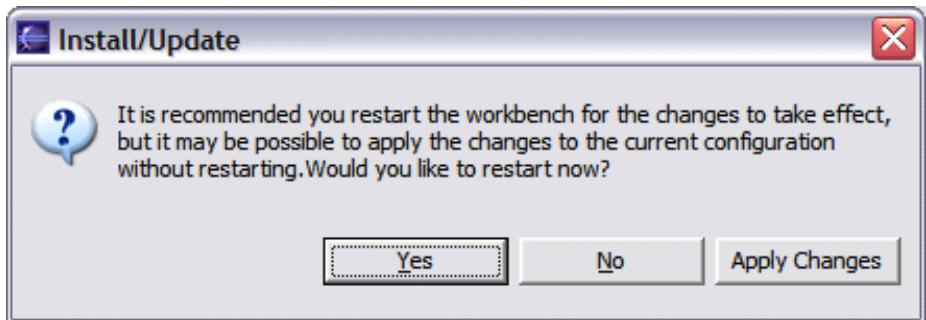 Install/Update
It is recommended you restart the workbench for the changes to take effect,
but it may be possible to apply the changes to the current configuration
without restarting.Would you like to restart now?
Yes No Apply Changes